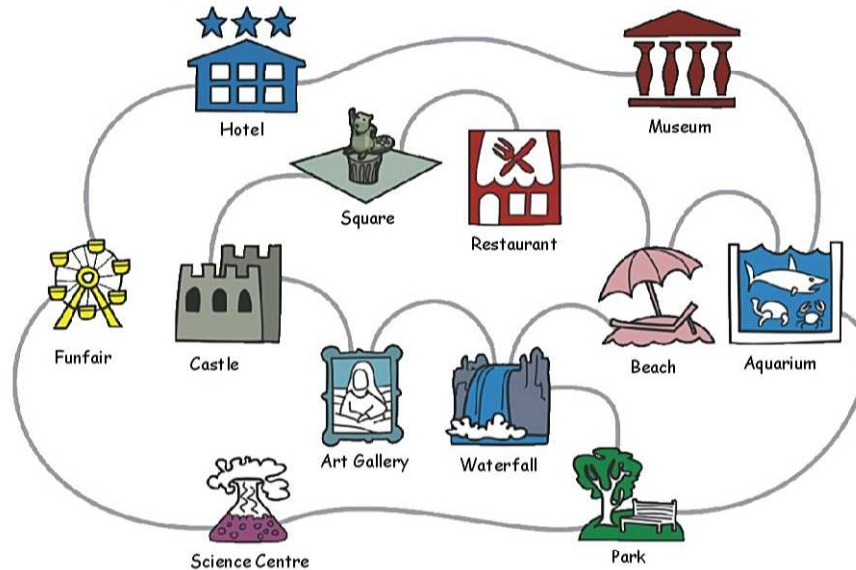 Hotel
Museum
Square
Restaurant
Funfair
Castle
Beach
Aquarium
Art Gallery
Waterfall
Science Centre
Park